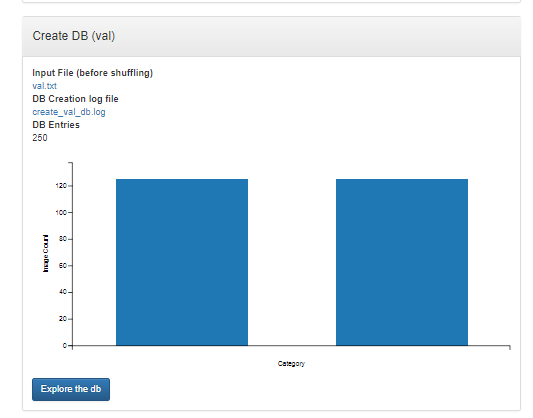 Create DB (val)
Input File (before shuffling)
val.txt
DB Creation log file
create_val_db.log
DB Entries
250
120
100
80
60
40
20
0
Image Count
Category
Explore the db